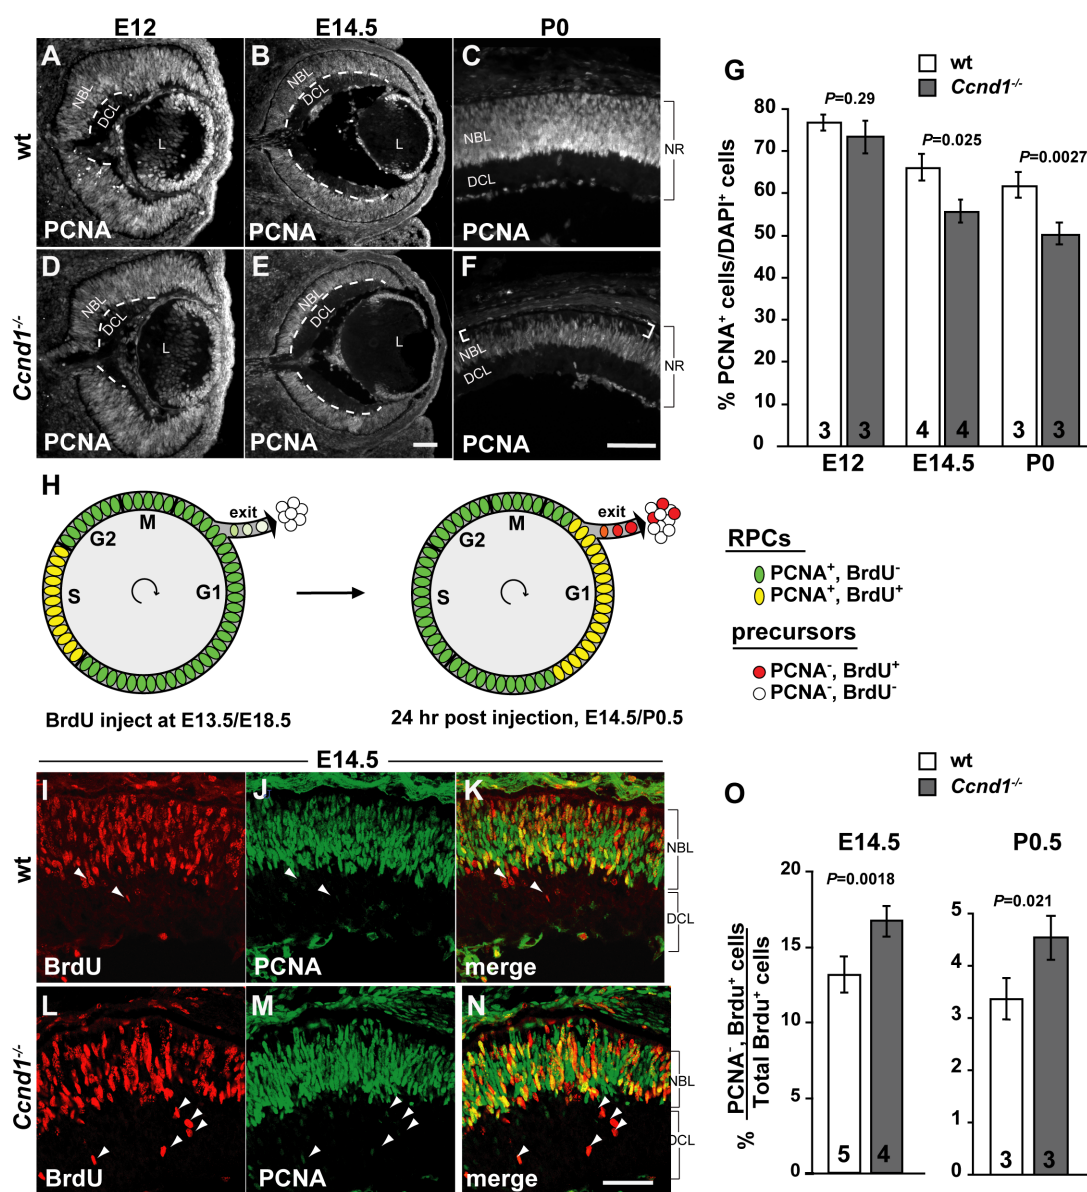 E12
E14.5
P0
wt
A
NBL
DCL
L
PCNA
B
NBL
DCL
L
PCNA
C
NBL
DCL
PCNA
NR
Ccnd1-/-
D
NBL
DCL
L
PCNA
E
NBL
DCL
L
PCNA
F
NBL
DCL
PCNA
NR
G
wt
Ccnd1-/-
% PCNA+ cells/DAPI+ cells
80
70
60
50
40
30
20
10
0
P=0.29
P=0.025
P=0.0027
3
3
4
4
3
3
E12
E14.5
P0
H
exit
M
G2
S
G1
BrdU inject at E13.5/E18.5
exit
M
G2
S
G1
24 hr post injection, E14.5/P0.5
RPCs
PCNA+, BrdU-
PCNA+, BrdU+
precursors
PCNA-, BrdU+
PCNA-, BrdU-
E14.5
wt
I
BrdU
J
PCNA
K
merge
NBL
DCL
Ccnd1-/-
L
BrdU
M
PCNA
N
merge
NBL
DCL
O
wt
Ccnd1-/-
E14.5
P0.5
% PCNA-, Brdu+ cells
Total Brdu+ cells
20
15
10
5
0
P=0.0018
5
4
5
4
3
2
1
0
P=0.021
3
3